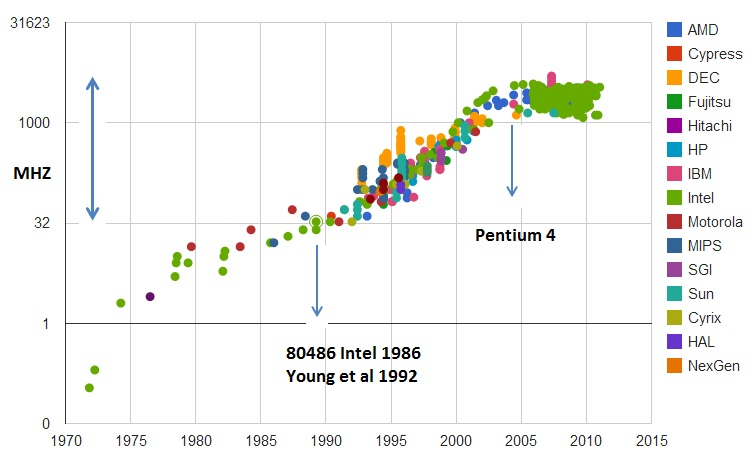 31623
1000
MHZ
32
1
0
1970
1975
1980
1985
1990
1995
2000
2005
2010
2015
Pentium 4
80486 Intel 1986
Young et al 1992
AMD
Cypress
DEC
Fujitsu
Hitachi
HP
IBM
Intel
Motorola
MIPS
SGI
Sun
Cyrix
HAL
NexGen